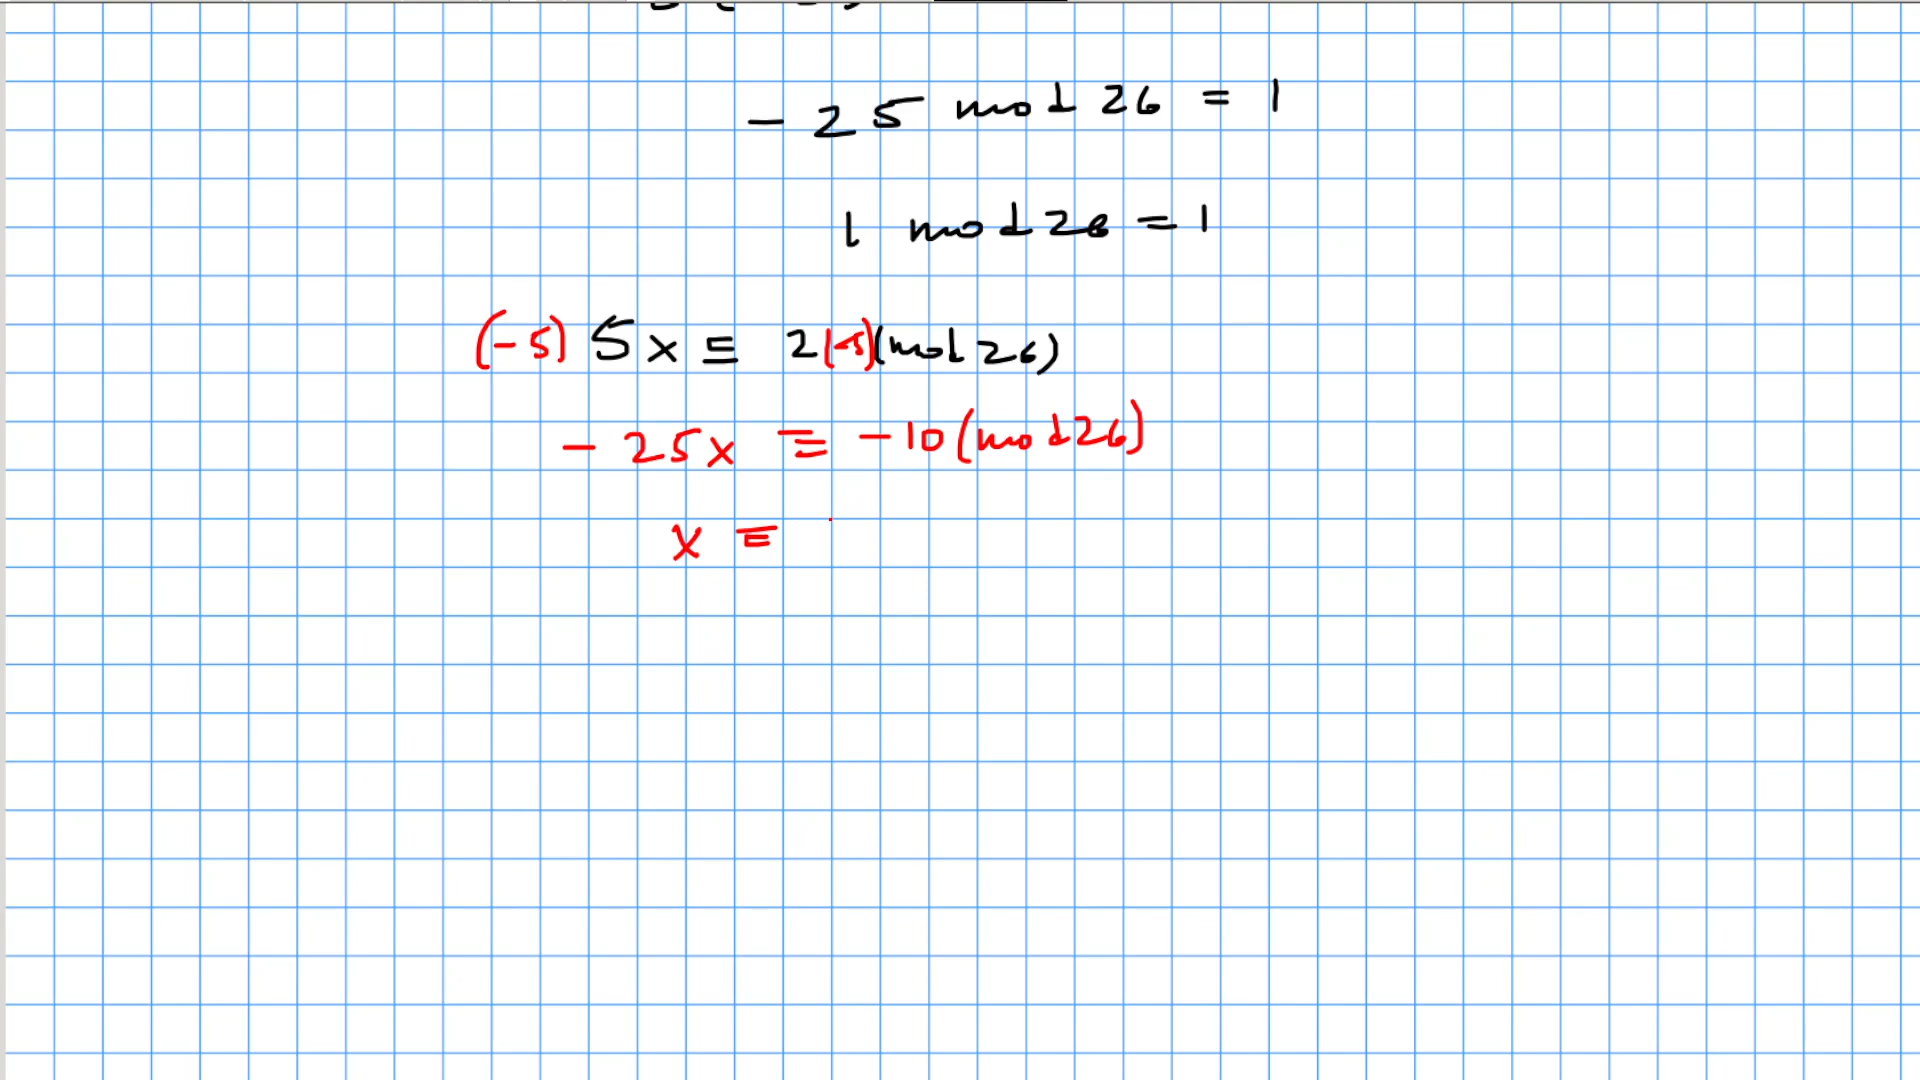 - 25 mod 26 = 1
1 mod 26 = 1
(-5) 5x ≡ 2(-5)(mod 26)
- 25x ≡ -10 (mod 26)
x ≡